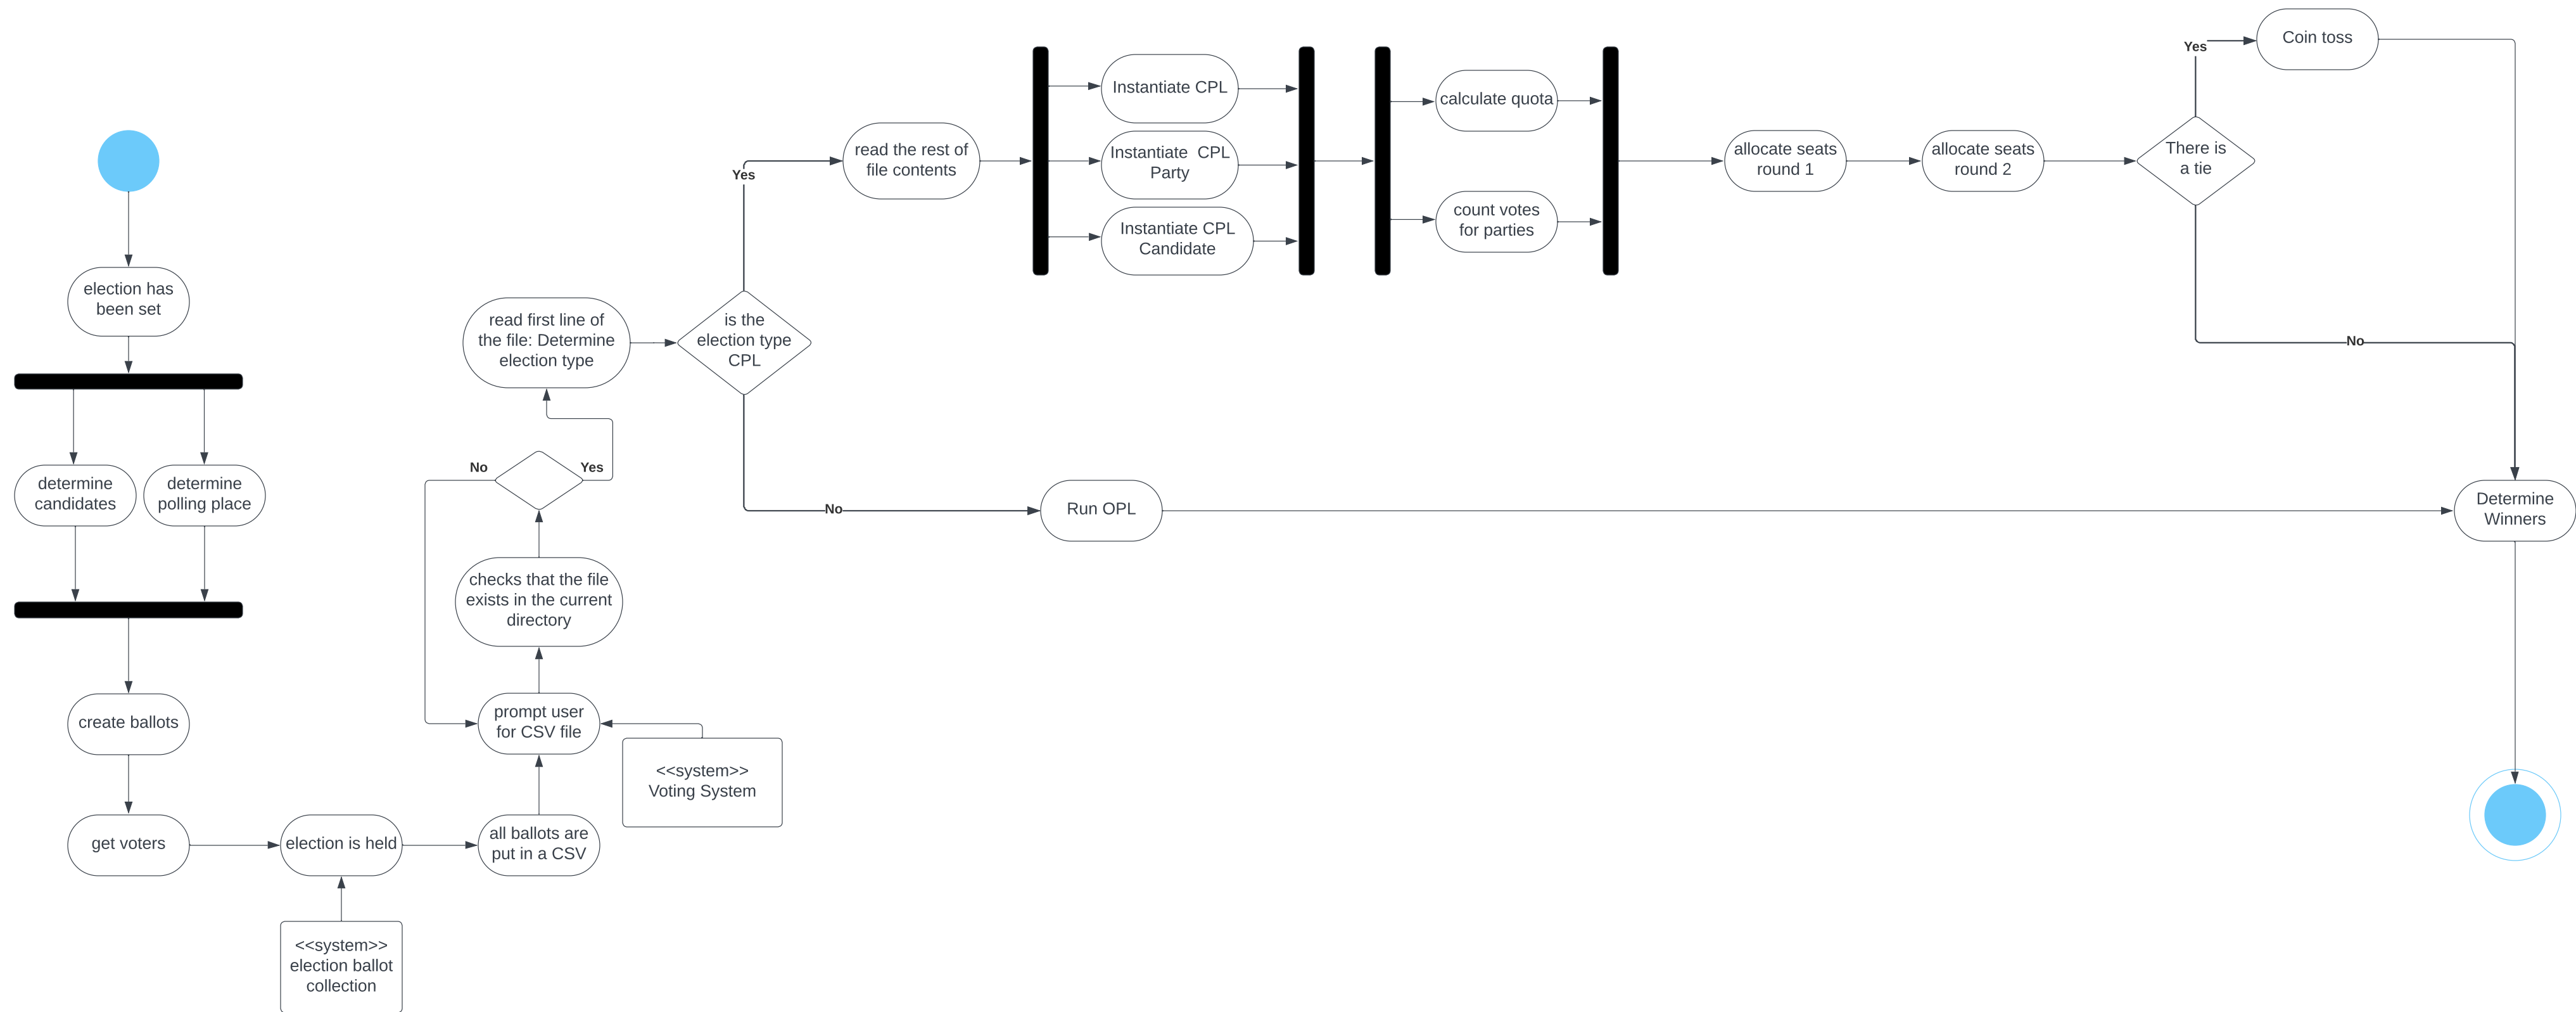 election has
been set
determine
candidates
determine
polling place
create ballots
get voters
election is held
<<system>>
election ballot
collection
all ballots are
put in a CSV
<<system>>
Voting System
prompt user
for CSV file
checks that the file
exists in the current
directory
No
Yes
read first line of
the file: Determine
election type
is the
election type
CPL
Yes
No
read the rest of
file contents
Instantiate CPL
Instantiate  CPL
Party
Instantiate CPL
Candidate
calculate quota
count votes
for parties
allocate seats
round 1
allocate seats
round 2
There is
a tie
Yes
Coin toss
No
Run OPL
Determine
Winners